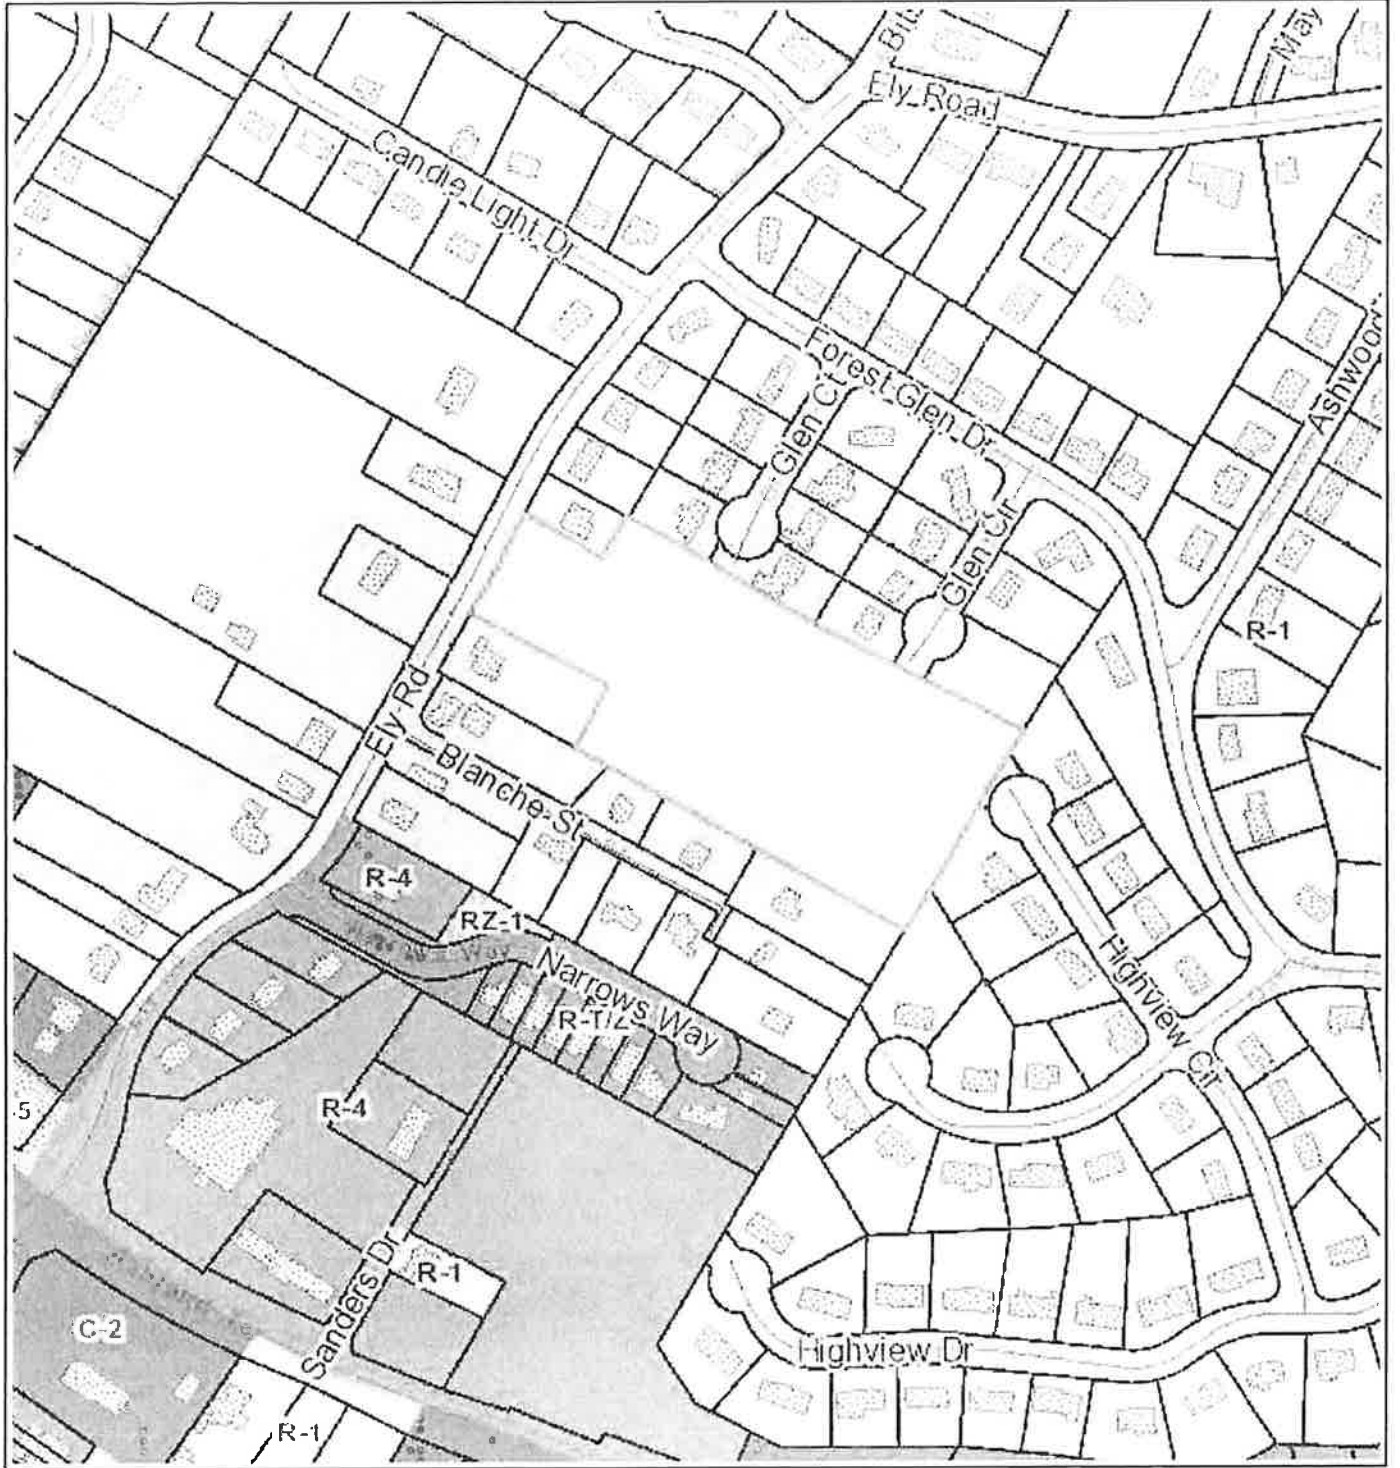 May
Ely Road
Candle Light Dr
Forest Glen Dr
Glen Ct
Ashwood
Glen Cir
R-1
Ely Rd
Blanche St
R-4
RZ-1
Narrows Way
R-T/Z
Highview Cir
R-4
-5
Sanders Dr
R-1
C-2
Highview Dr
R-1